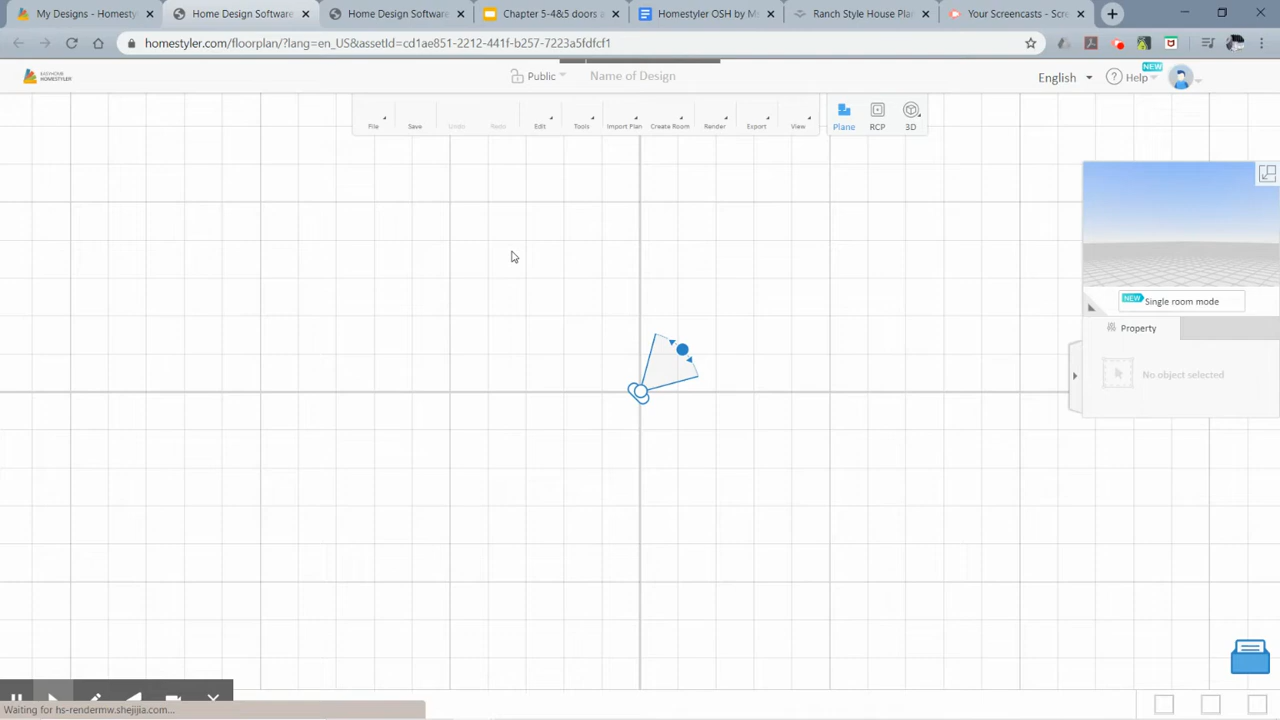 My Designs - Homesty
Home Design Software
Home Design Software
Chapter 5-4&5 doors a
Homestyler OSH by M
Ranch Style House Pla
Your Screencasts - Scre
homestyler.com/floorplan/?lang=en_US&assetId=cd1ae851-2212-441f-b257-7223a5fdfcf1
HOMESTYLER
Public
Name of Design
English
Help
NEW
File
Save
Undo
Redo
Edit
Tools
Import Plan
Create Room
Render
Export
View
Plane
RCP
3D
NEW
Single room mode
Property
No object selected
Waiting for hs-rendermw.shejijia.com...